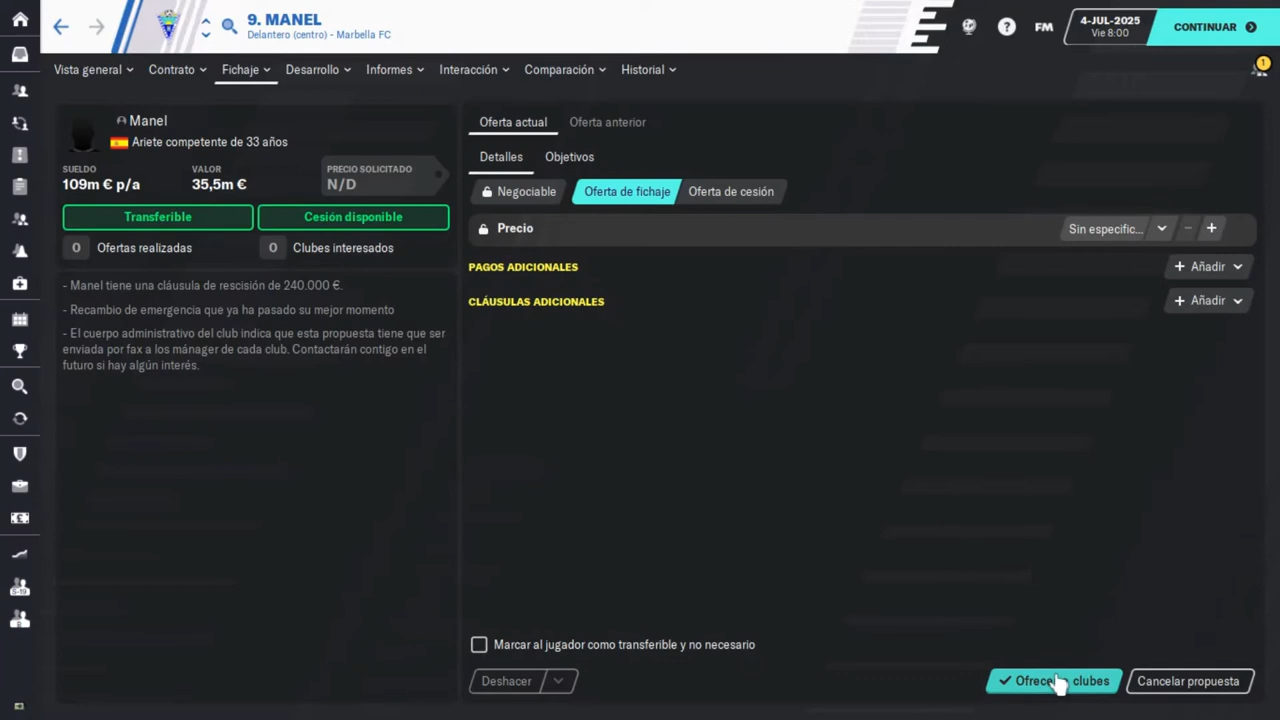 9. MANEL
Delantero (centro) - Marbella FC
FM
4-JUL-2025
Vie 8:00
CONTINUAR
1
Vista general
Contrato
Fichaje
Desarrollo
Informes
Interacción
Comparación
Historial
Manel
Ariete competente de 33 años
SUELDO
109m € p/a
VALOR
35,5m €
PRECIO SOLICITADO
N/D
Transferible
Cesión disponible
0 Ofertas realizadas
0 Clubes interesados
- Manel tiene una cláusula de rescisión de 240.000 €.
- Recambio de emergencia que ya ha pasado su mejor momento
- El cuerpo administrativo del club indica que esta propuesta tiene que ser
enviada por fax a los mánager de cada club. Contactarán contigo en el
futuro si hay algún interés.
Oferta actual
Oferta anterior
Detalles
Objetivos
Negociable
Oferta de fichaje
Oferta de cesión
Precio
Sin especific...
PAGOS ADICIONALES
+ Añadir
CLÁUSULAS ADICIONALES
+ Añadir
Marcar al jugador como transferible y no necesario
Deshacer
clubes
Cancelar propuesta